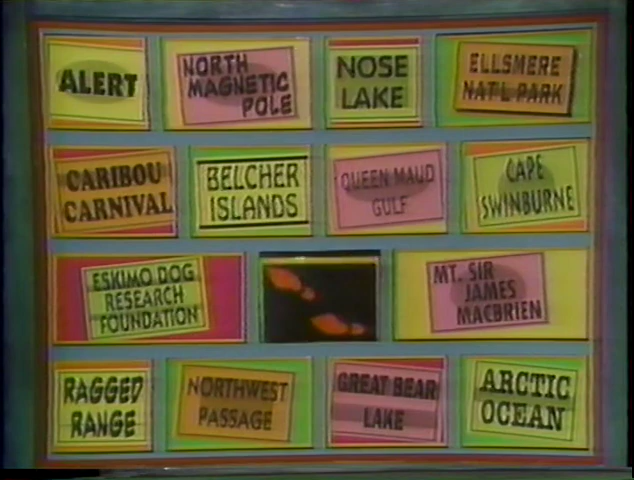 ALERT
NORTH
MAGNETIC
POLE
NOSE
LAKE
ELLSMERE
NAT'L PARK
CARIBOU
CARNIVAL
BELCHER
ISLANDS
QUEEN MAUD
GULF
CAPE
SWINBURNE
ESKIMO DOG
RESEARCH
FOUNDATION
MT. SIR
JAMES
MACBRIEN
RAGGED
RANGE
NORTHWEST
PASSAGE
GREAT BEAR
LAKE
ARCTIC
OCEAN